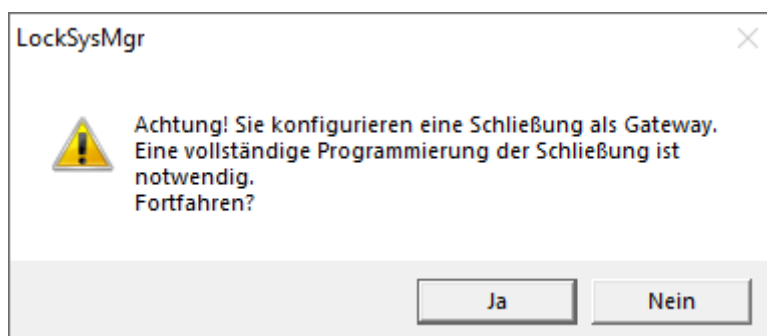 LockSysMgr
Achtung! Sie konfigurieren eine Schließung als Gateway.
Eine vollständige Programmierung der Schließung ist
notwendig.
Fortfahren?
Ja
Nein